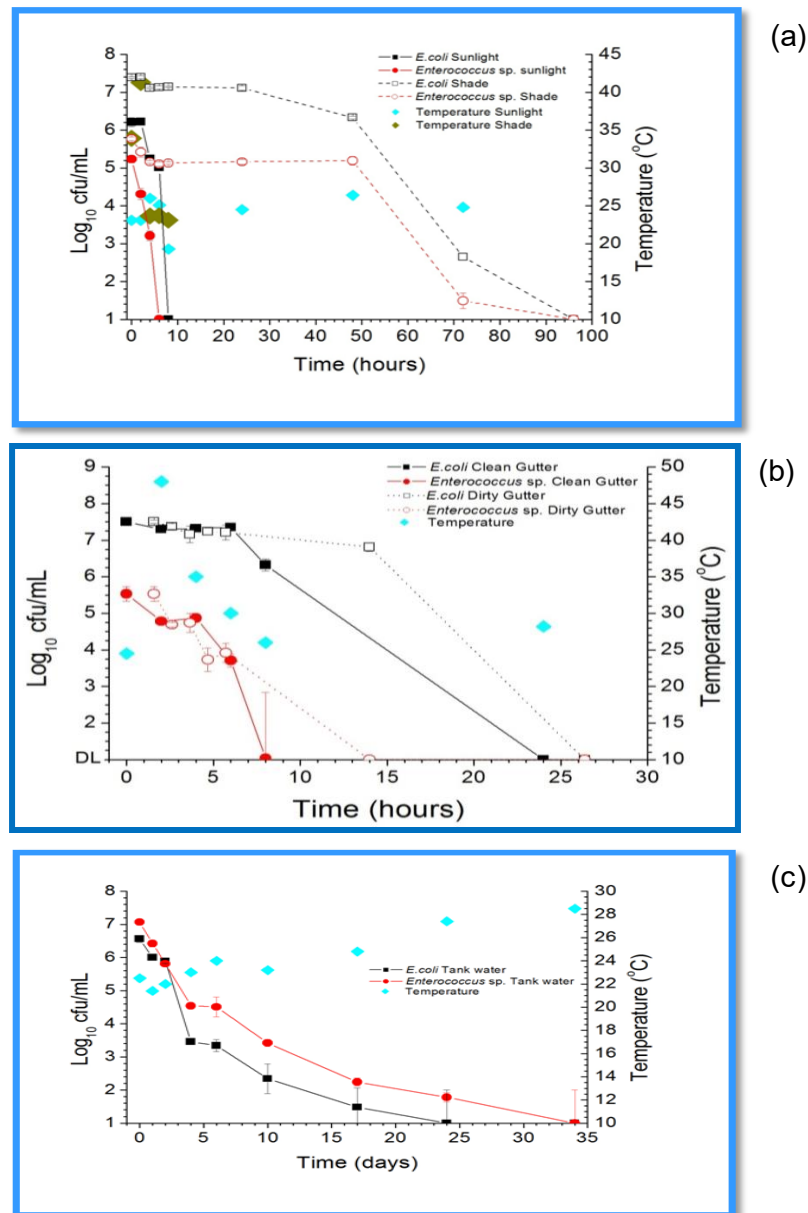 (a)
E.coli Sunlight
Enterococcus sp. sunlight
E.coli Shade
Enterococcus sp. Shade
Temperature Sunlight
Temperature Shade
8
7
6
5
4
3
2
1
Log10 cfu/mL
45
40
35
30
25
20
15
10
Temperature (°C)
0 10 20 30 40 50 60 70 80 90 100
Time (hours)
(b)
E.coli Clean Gutter
Enterococcus sp. Clean Gutter
E.coli Dirty Gutter
Enterococcus sp. Dirty Gutter
Temperature
9
8
7
6
5
4
3
2
DL
Log10 cfu/mL
50
45
40
35
30
25
20
15
10
Temperature (°C)
0 5 10 15 20 25 30
Time (hours)
(c)
E.coli Tank water
Enterococcus sp. Tank water
Temperature
8
7
6
5
4
3
2
1
Log10 cfu/mL
30
28
26
24
22
20
18
16
14
12
10
Temperature (°C)
0 5 10 15 20 25 30 35
Time (days)